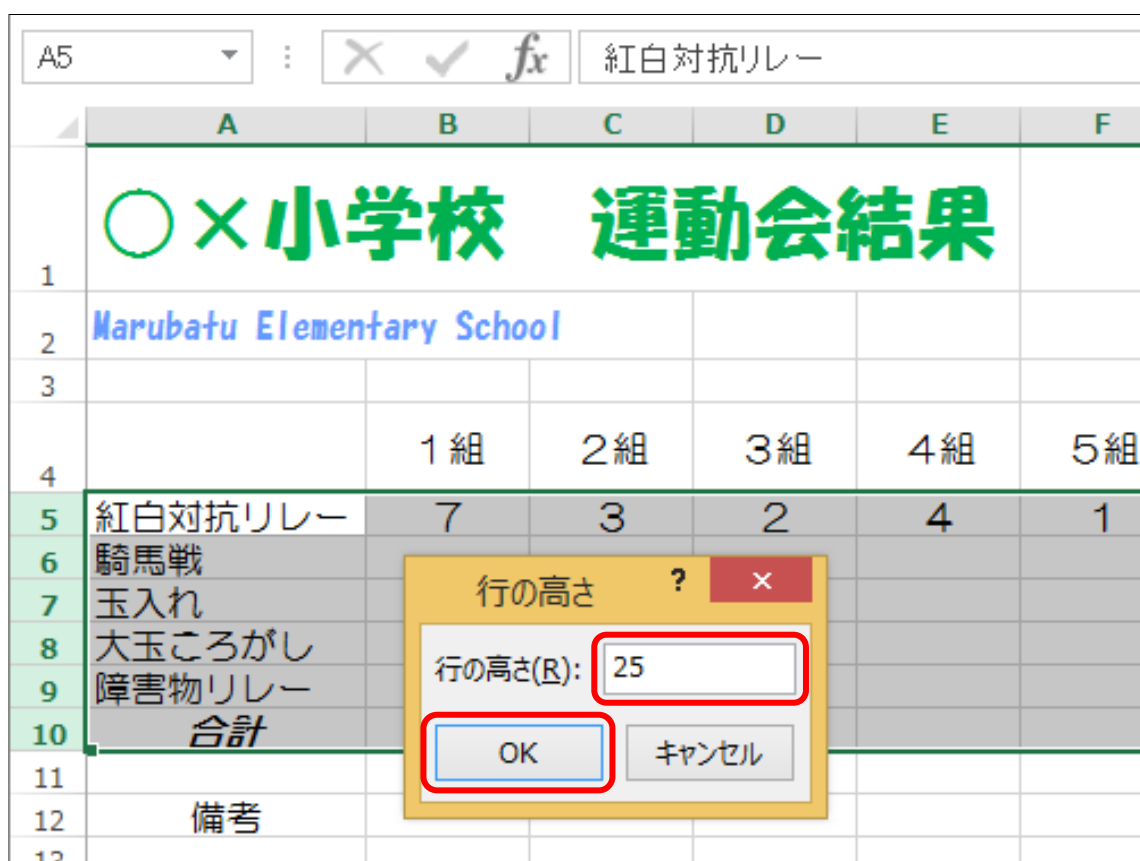 A5 fx 紅白対抗リレー
A B C D E F
1 ○×小学校　運動会結果
2 Marubatu Elementary School
3
4 １組 ２組 ３組 ４組 ５組
5 紅白対抗リレー 7 3 2 4 1
6 騎馬戦
7 玉入れ
8 大玉ころがし
9 障害物リレー
10 合計
行の高さ ? ×
行の高さ(R): 25
OK キャンセル
11
12 備考
13